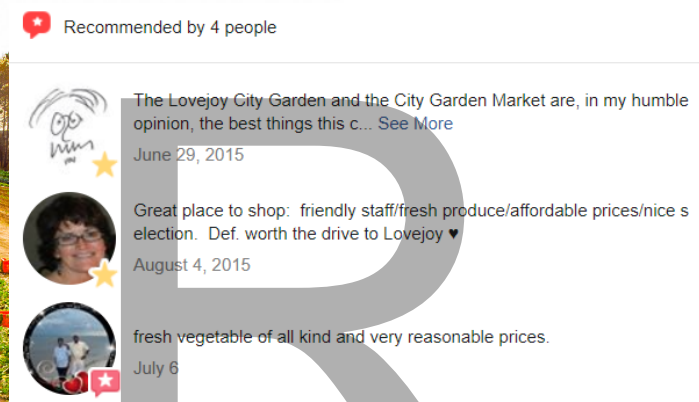 Recommended by 4 people
The Lovejoy City Garden and the City Garden Market are, in my humble
opinion, the best things this c... See More
June 29, 2015
Great place to shop:  friendly staff/fresh produce/affordable prices/nice s
election.  Def. worth the drive to Lovejoy ♥
August 4, 2015
fresh vegetable of all kind and very reasonable prices.
July 6
R